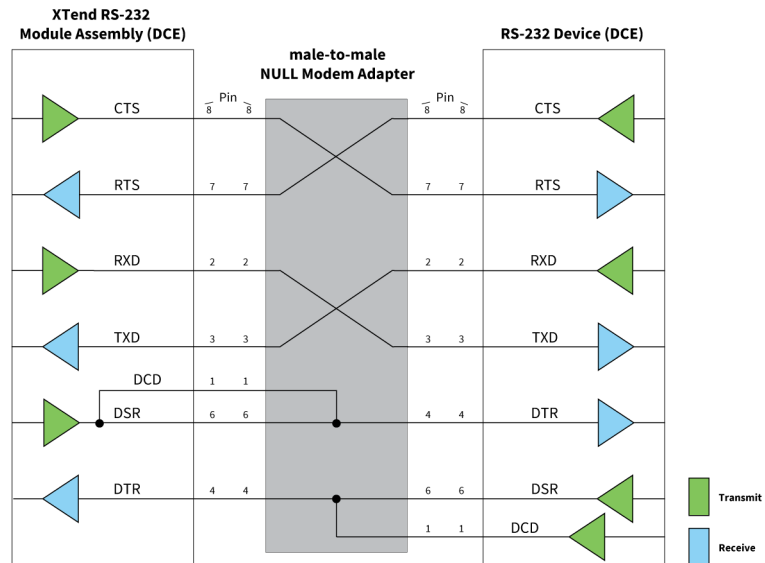 XTend RS-232
Module Assembly (DCE)
male-to-male
NULL Modem Adapter
RS-232 Device (DCE)
CTS
Pin
8 8
Pin
8 8
CTS
RTS
7 7
7 7
RTS
RXD
2 2
2 2
RXD
TXD
3 3
3 3
TXD
DCD
1 1
DSR
6 6
4 4
DTR
DTR
4 4
6 6
DSR
1 1
DCD
Transmit
Receive